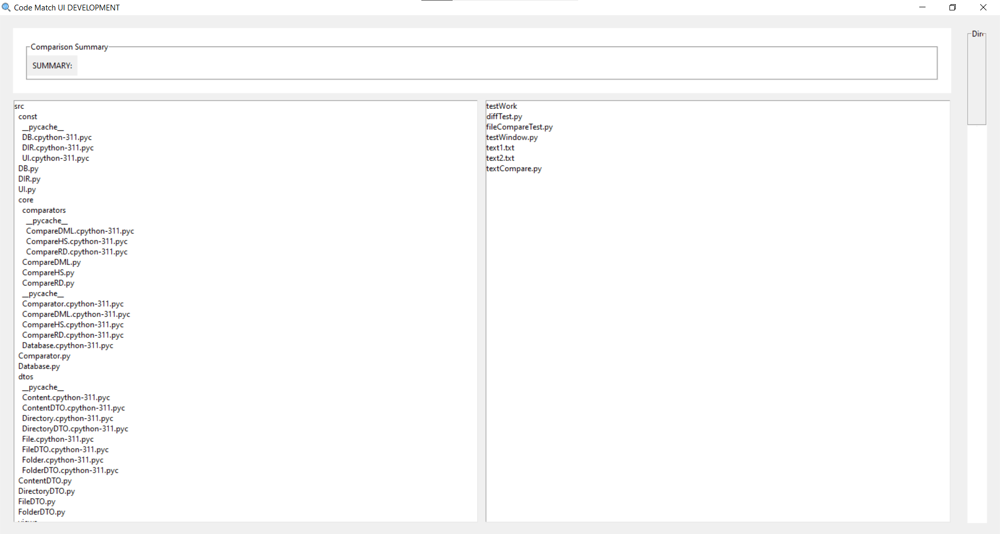 Code Match UI DEVELOPMENT
Comparison Summary
SUMMARY:
src
const
__pycache__
DB.cpython-311.pyc
DIR.cpython-311.pyc
UI.cpython-311.pyc
DB.py
DIR.py
UI.py
core
comparators
__pycache__
CompareDML.cpython-311.pyc
CompareHS.cpython-311.pyc
CompareRD.cpython-311.pyc
CompareDML.py
CompareHS.py
CompareRD.py
__pycache__
Comparator.cpython-311.pyc
CompareDML.cpython-311.pyc
CompareHS.cpython-311.pyc
CompareRD.cpython-311.pyc
Database.cpython-311.pyc
Comparator.py
Database.py
dtos
__pycache__
Content.cpython-311.pyc
ContentDTO.cpython-311.pyc
Directory.cpython-311.pyc
DirectoryDTO.cpython-311.pyc
File.cpython-311.pyc
FileDTO.cpython-311.pyc
Folder.cpython-311.pyc
FolderDTO.cpython-311.pyc
ContentDTO.py
DirectoryDTO.py
FileDTO.py
FolderDTO.py
testWork
diffTest.py
fileCompareTest.py
testWindow.py
text1.txt
text2.txt
textCompare.py